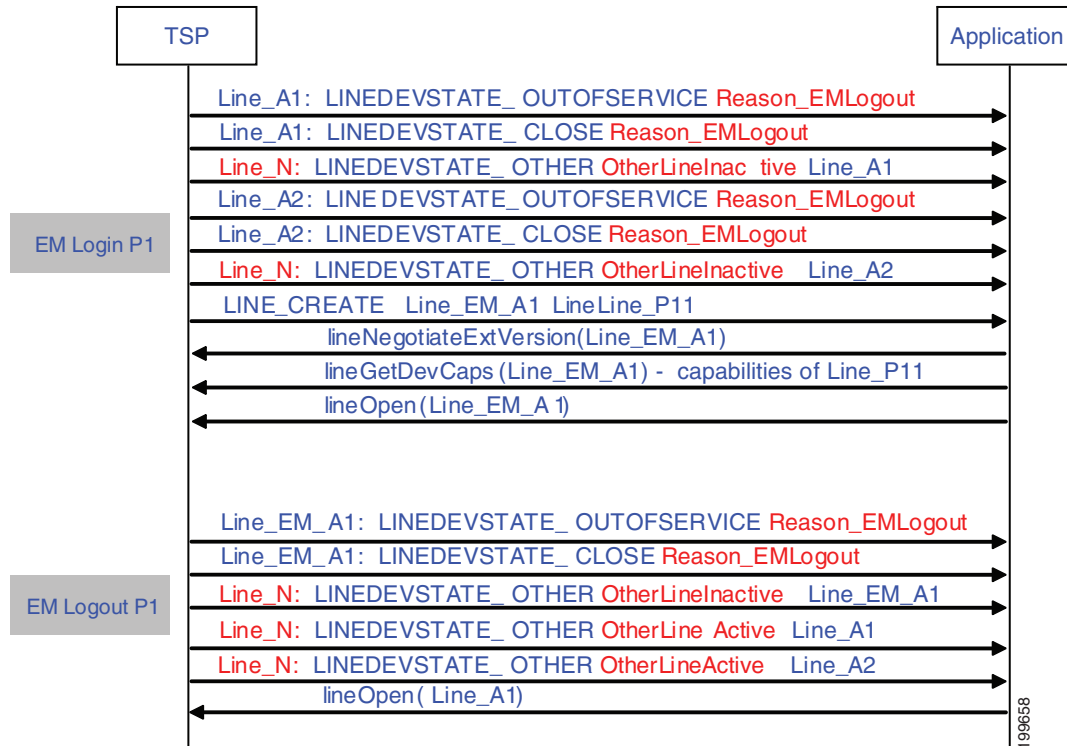 TSP
Application
Line_A1: LINEDEVSTATE_ OUTOFSERVICE Reason_EMLogout
Line_A1: LINEDEVSTATE_ CLOSE Reason_EMLogout
Line_N: LINEDEVSTATE_ OTHER OtherLineInac tive Line_A1
Line_A2: LINEDEVSTATE_ OUTOFSERVICE Reason_EMLogout
EM Login P1
Line_A2: LINEDEVSTATE_ CLOSE Reason_EMLogout
Line_N: LINEDEVSTATE_ OTHER OtherLineInactive Line_A2
LINE_CREATE Line_EM_A1 LineLine_P11
lineNegotiateExtVersion(Line_EM_A1)
lineGetDevCaps (Line_EM_A1) - capabilities of Line_P11
lineOpen (Line_EM_A 1)
Line_EM_A1: LINEDEVSTATE_ OUTOFSERVICE Reason_EMLogout
Line_EM_A1: LINEDEVSTATE_ CLOSE Reason_EMLogout
EM Logout P1
Line_N: LINEDEVSTATE_ OTHER OtherLineInactive Line_EM_A1
Line_N: LINEDEVSTATE_ OTHER OtherLine Active Line_A1
Line_N: LINEDEVSTATE_ OTHER OtherLineActive Line_A2
lineOpen ( Line_A1)
199658